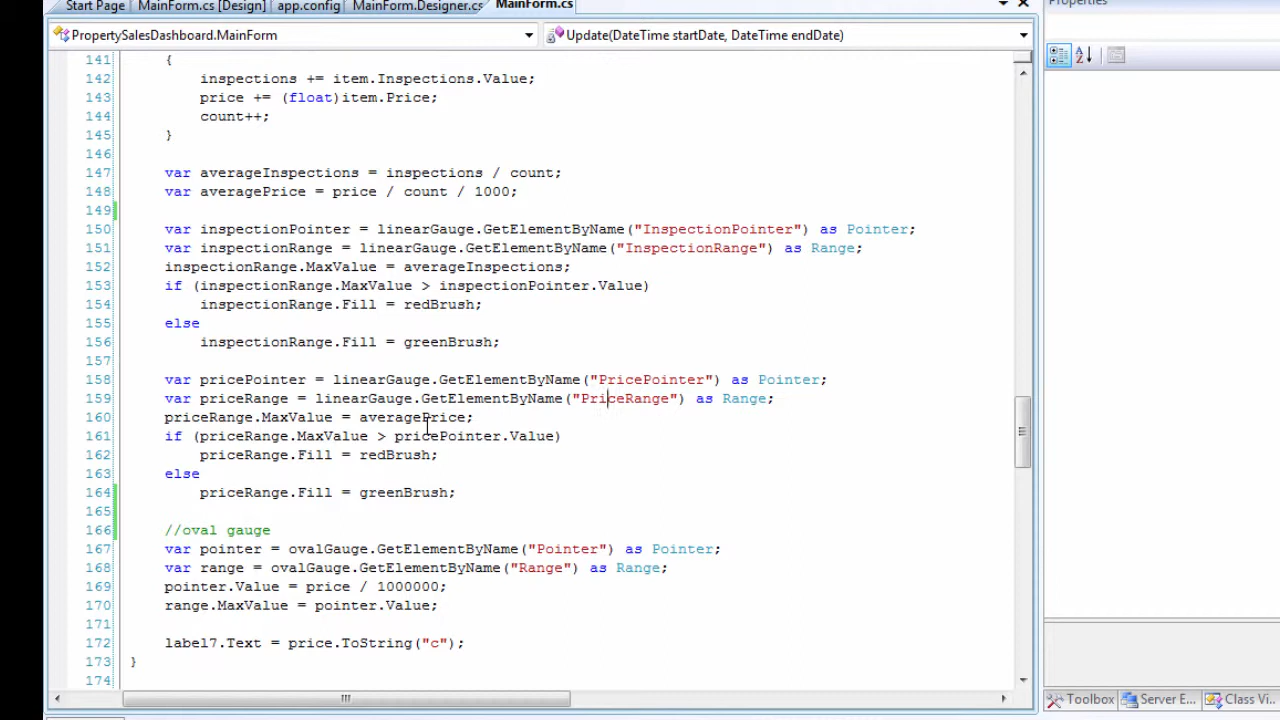 Start Page MainForm.cs [Design] app.config MainForm.Designer.cs MainForm.cs
Properties
PropertySalesDashboard.MainForm Update(DateTime startDate, DateTime endDate)
141 {
142 inspections += item.Inspections.Value;
143 price += (float)item.Price;
144 count++;
145 }
146
147 var averageInspections = inspections / count;
148 var averagePrice = price / count / 1000;
149
150 var inspectionPointer = linearGauge.GetElementByName("InspectionPointer") as Pointer;
151 var inspectionRange = linearGauge.GetElementByName("InspectionRange") as Range;
152 inspectionRange.MaxValue = averageInspections;
153 if (inspectionRange.MaxValue > inspectionPointer.Value)
154 inspectionRange.Fill = redBrush;
155 else
156 inspectionRange.Fill = greenBrush;
157
158 var pricePointer = linearGauge.GetElementByName("PricePointer") as Pointer;
159 var priceRange = linearGauge.GetElementByName("PriceRange") as Range;
160 priceRange.MaxValue = averagePrice;
161 if (priceRange.MaxValue > pricePointer.Value)
162 priceRange.Fill = redBrush;
163 else
164 priceRange.Fill = greenBrush;
165
166 //oval gauge
167 var pointer = ovalGauge.GetElementByName("Pointer") as Pointer;
168 var range = ovalGauge.GetElementByName("Range") as Range;
169 pointer.Value = price / 1000000;
170 range.MaxValue = pointer.Value;
171
172 label7.Text = price.ToString("c");
173 }
174
Toolbox Server E... Class Vi...